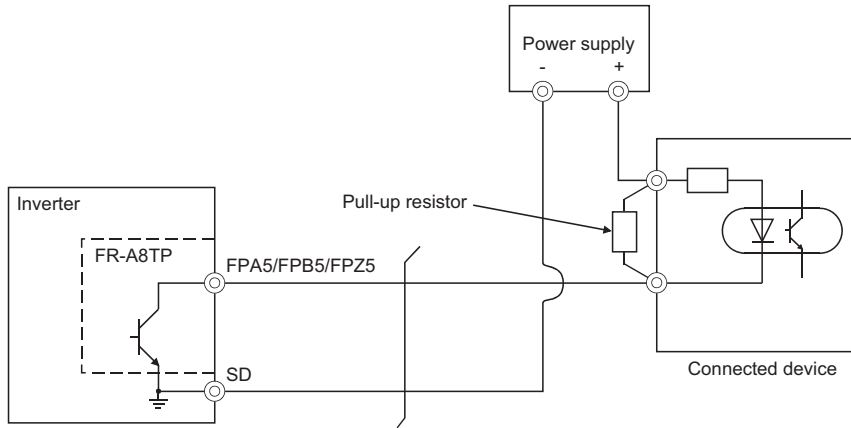 Power supply
- +
Inverter
Pull-up resistor
FR-A8TP
FPA5/FPB5/FPZ5
SD
Connected device